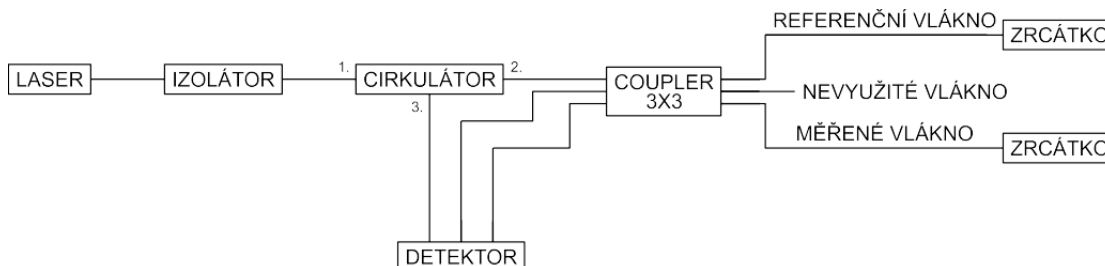 REFERENČNÍ VLÁKNO
ZRCÁTKO
LASER
IZOLÁTOR
1.
CIRKULÁTOR
2.
3.
COUPLER
3X3
NEVYUŽITÉ VLÁKNO
MĚŘENÉ VLÁKNO
ZRCÁTKO
DETEKTOR